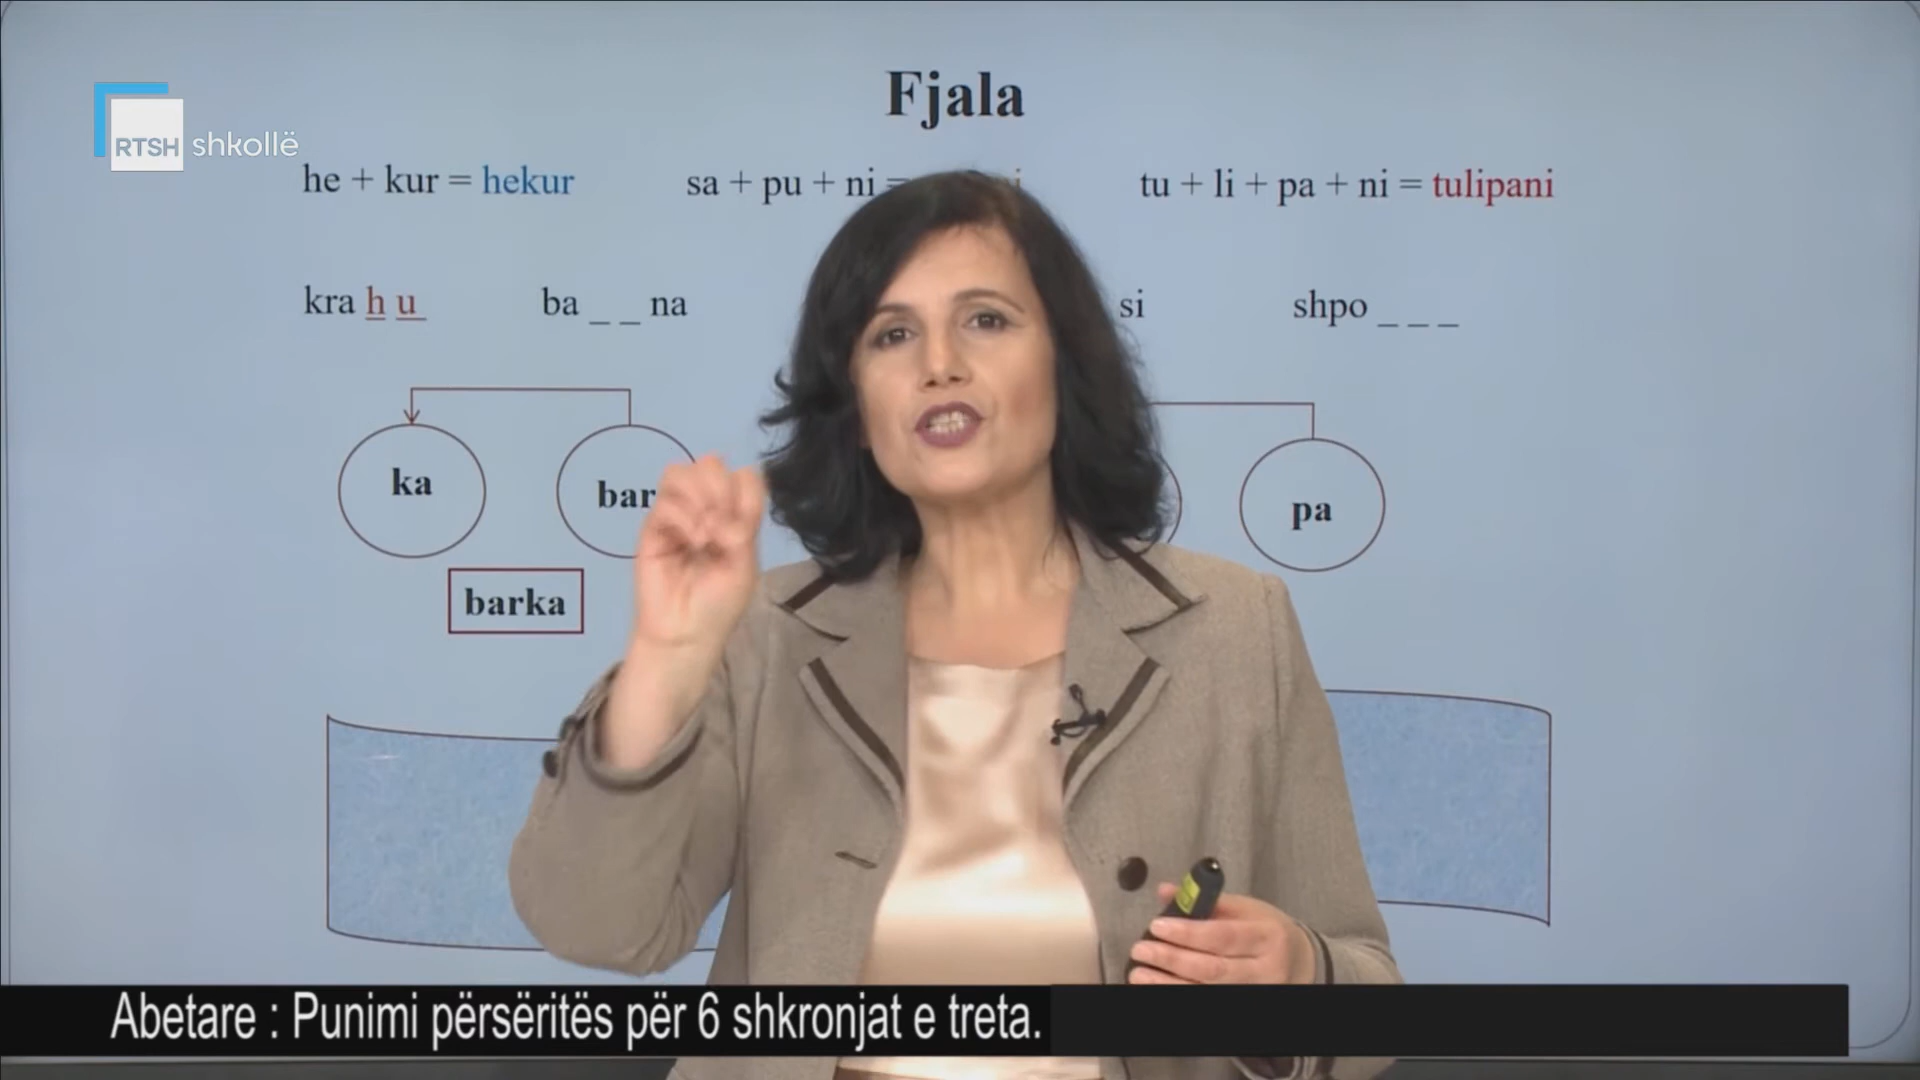 Fjala
RTSH shkollë
he + kur = hekur
sa + pu + ni =
tu + li + pa + ni = tulipani
kra h u
ba _ _ na
si
shpo _ _ _
ka
bar
pa
barka
Abetare : Punimi përsëritës për 6 shkronjat e treta.